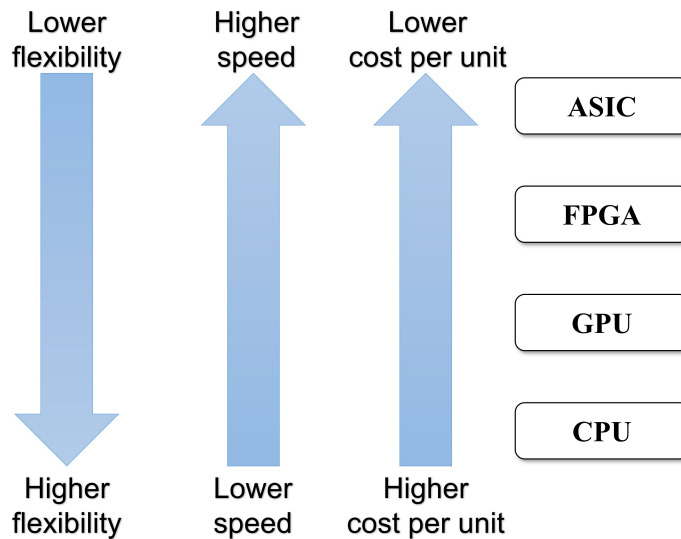 Lower
flexibility
Higher
speed
Lower
cost per unit
ASIC
FPGA
GPU
CPU
Higher
flexibility
Lower
speed
Higher
cost per unit